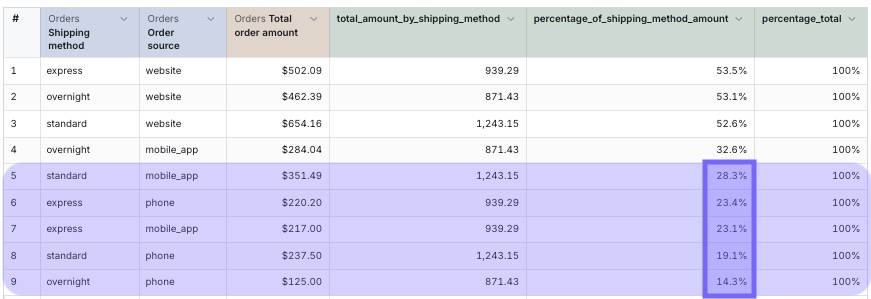 # Orders Shipping method Orders Order source Orders Total order amount total_amount_by_shipping_method percentage_of_shipping_method_amount percentage_total
1 express website $502.09 939.29 53.5% 100%
2 overnight website $462.39 871.43 53.1% 100%
3 standard website $654.16 1,243.15 52.6% 100%
4 overnight mobile_app $284.04 871.43 32.6% 100%
5 standard mobile_app $351.49 1,243.15 28.3% 100%
6 express phone $220.20 939.29 23.4% 100%
7 express mobile_app $217.00 939.29 23.1% 100%
8 standard phone $237.50 1,243.15 19.1% 100%
9 overnight phone $125.00 871.43 14.3% 100%